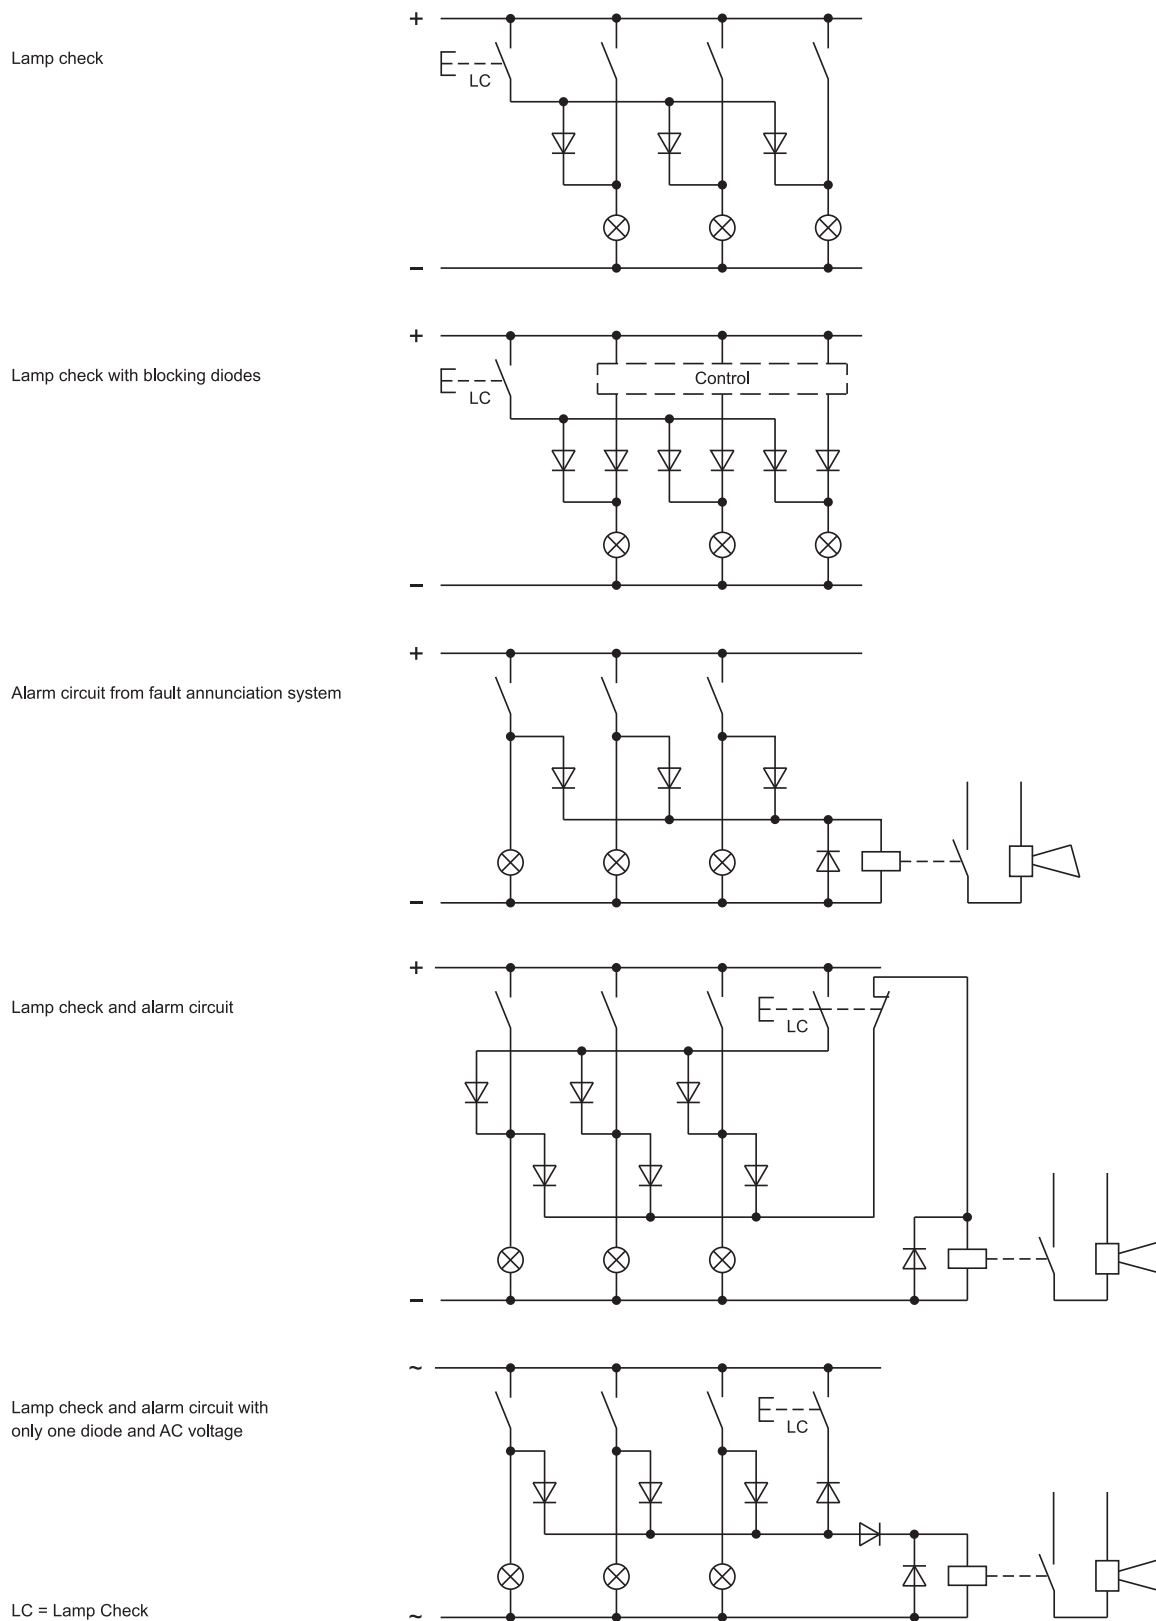 +
Lamp check
LC
−
+
Lamp check with blocking diodes
Control
LC
−
+
Alarm circuit from fault annunciation system
−
+
Lamp check and alarm circuit
LC
−
~
Lamp check and alarm circuit with
only one diode and AC voltage
LC
LC = Lamp Check
~